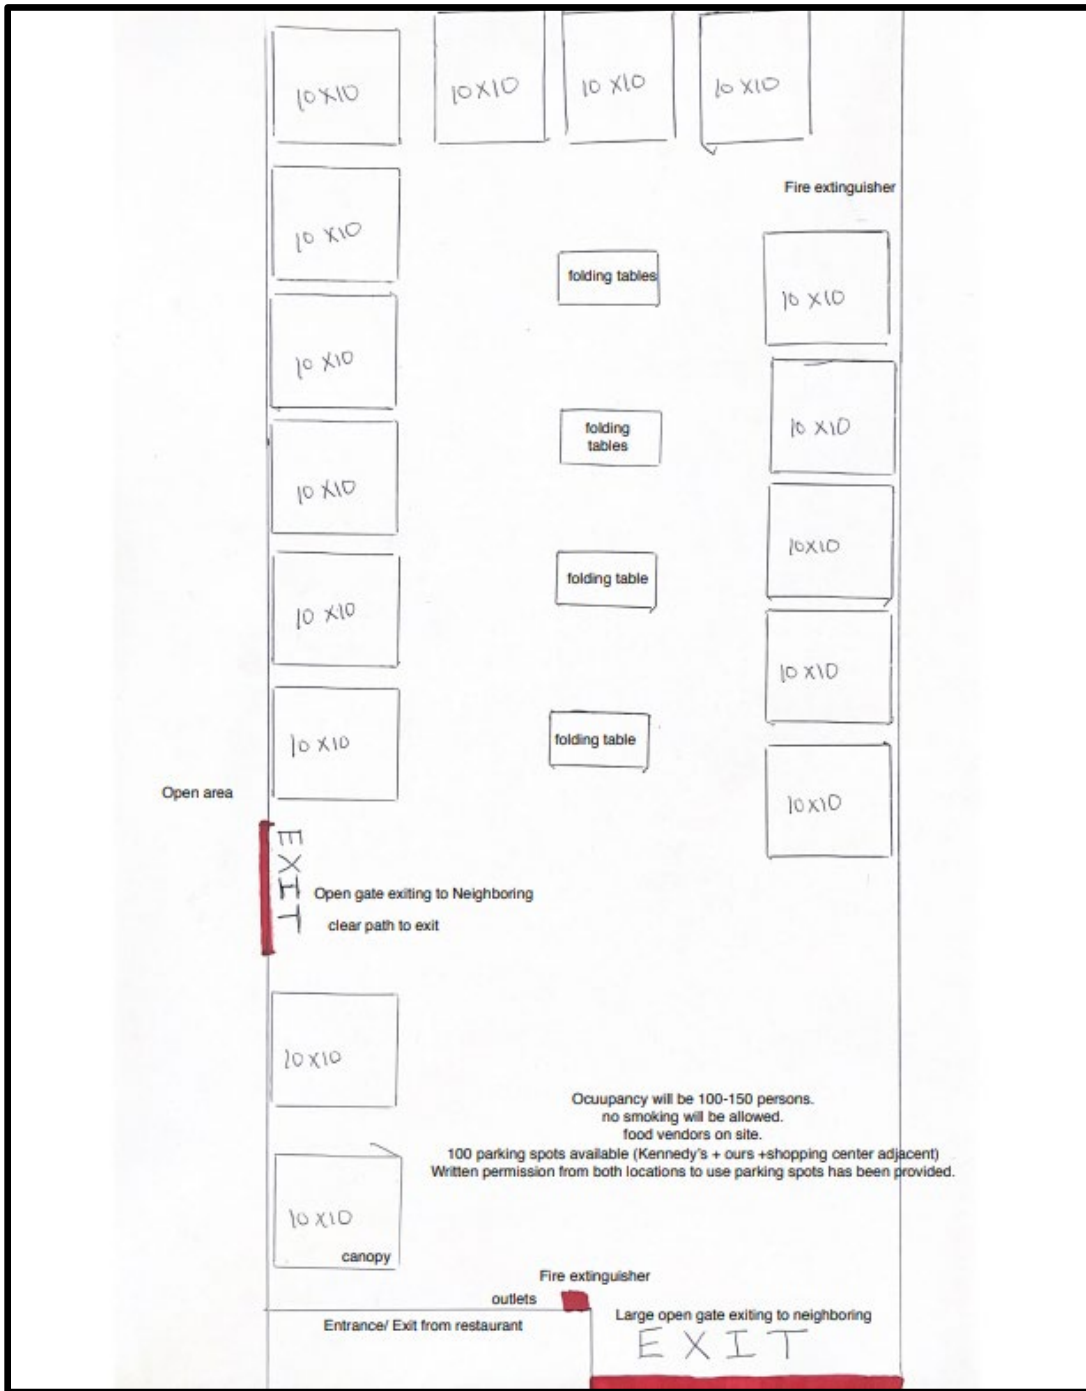 10X10
10X10
10 X10
10 X10
Fire extinguisher
10 X10
folding tables
10 X10
10 X10
folding
tables
10 X10
10 X10
10X10
folding table
10 X10
10 X10
folding table
10 X10
10X10
Open area
EXIT
Open gate exiting to Neighboring
clear path to exit
10X10
Ocuupancy will be 100-150 persons.
no smoking will be allowed.
food vendors on site.
100 parking spots available (Kennedy's + ours +shopping center adjacent)
Written permission from both locations to use parking spots has been provided.
10 X10
canopy
Fire extinguisher
outlets
Entrance/ Exit from restaurant
Large open gate exiting to neighboring
EXIT